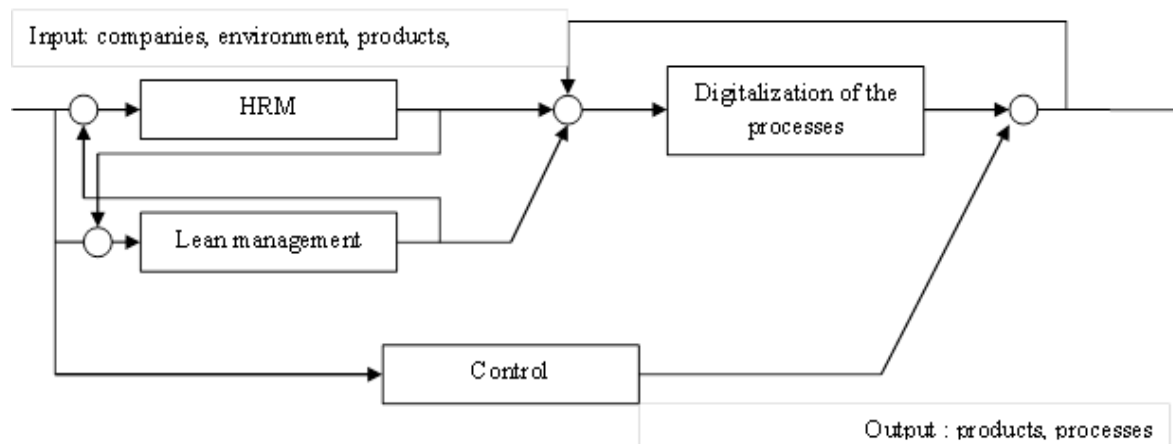 Input: companies, environment, products,
HRM
Digitalization of the
processes
Lean management
Control
Output : products, processes